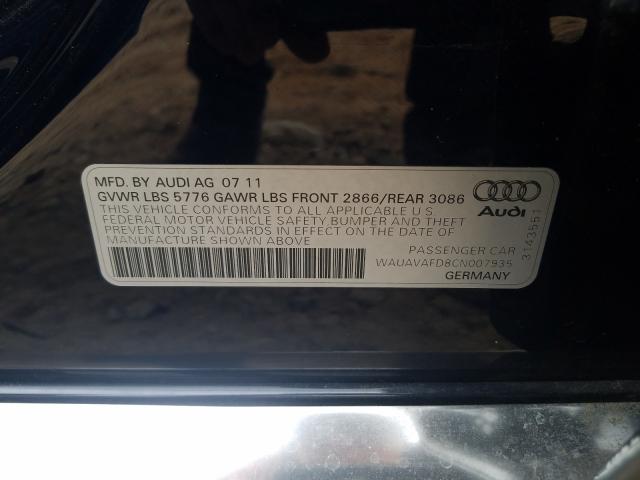 MFD. BY AUDI AG 07 11
GVWR LBS 5776 GAWR LBS FRONT 2866/REAR 3086
THIS VEHICLE CONFORMS TO ALL APPLICABLE U S
FEDERAL MOTOR VEHICLE SAFETY BUMPER AND THEFT
PREVENTION STANDARDS IN EFFECT ON THE DATE OF
MANUFACTURE SHOWN ABOVE
Audi
PASSENGER CAR
WAUAVAFD8CN007935
GERMANY
3143551